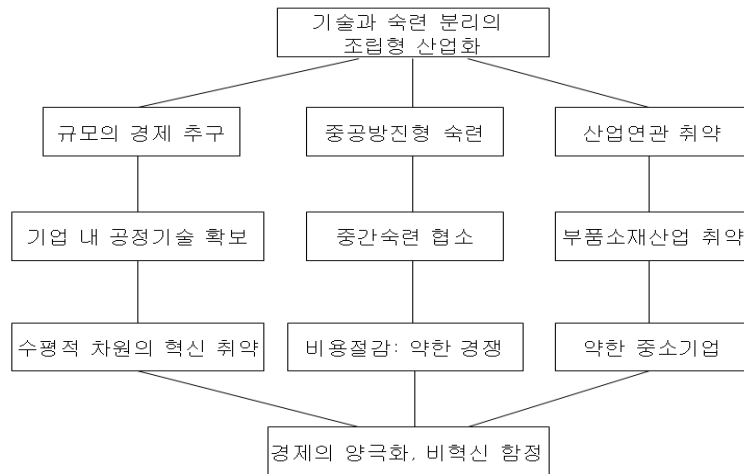 기술과 숙련 분리의
조립형 산업화
규모의 경제 추구
중공방진형 숙련
산업연관 취약
기업 내 공정기술 확보
중간숙련 협소
부품소재산업 취약
수평적 차원의 혁신 취약
비용절감: 약한 경쟁
약한 중소기업
경제의 양극화, 비혁신 함정